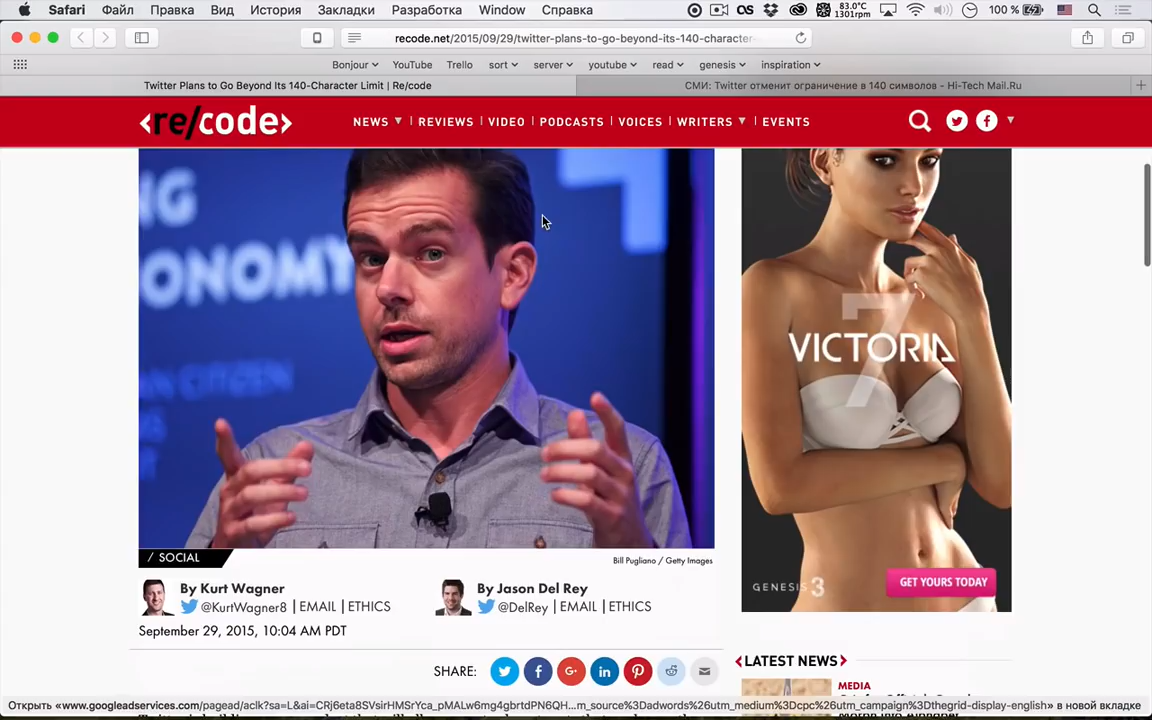 Safari Файл Правка Вид История Закладки Разработка Window Справка 83.0°C 1301rpm 100 %
recode.net/2015/09/29/twitter-plans-to-go-beyond-its-140-character-
Bonjour YouTube Trello sort server youtube read genesis inspiration
Twitter Plans to Go Beyond Its 140-Character Limit | Re/code СМИ: Twitter отменит ограничение в 140 символов - Hi-Tech Mail.Ru
<re/code> NEWS REVIEWS VIDEO PODCASTS VOICES WRITERS EVENTS
NG
ONOMY
AN CITIZEN
7
VICTORIA
GENESIS 3 GET YOURS TODAY
/ SOCIAL
Bill Pugliano / Getty Images
By Kurt Wagner
@KurtWagner8 | EMAIL | ETHICS
By Jason Del Rey
@DelRey | EMAIL | ETHICS
September 29, 2015, 10:04 AM PDT
SHARE:
LATEST NEWS
MEDIA
Открыть «www.googleadservices.com/pagead/aclk?sa=L&ai=CRj6eta8SVsirHMSrYca_pMALw6mg4gbrtdPN6QH...m_source%3Dadwords%26utm_medium%3Dcpc%26utm_campaign%3Dthegrid-display-english» в новой вкладке